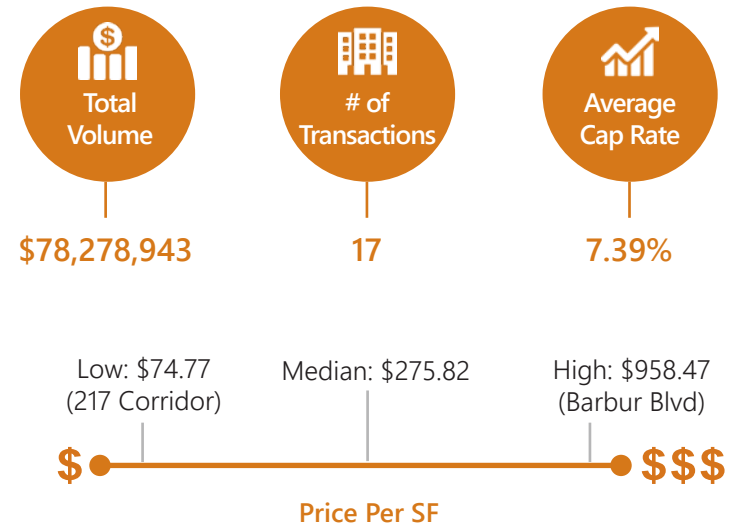 $
Total
Volume
# of
Transactions
Average
Cap Rate
$78,278,943
17
7.39%
Low: $74.77
(217 Corridor)
Median: $275.82
High: $958.47
(Barbur Blvd)
$
$$$
Price Per SF